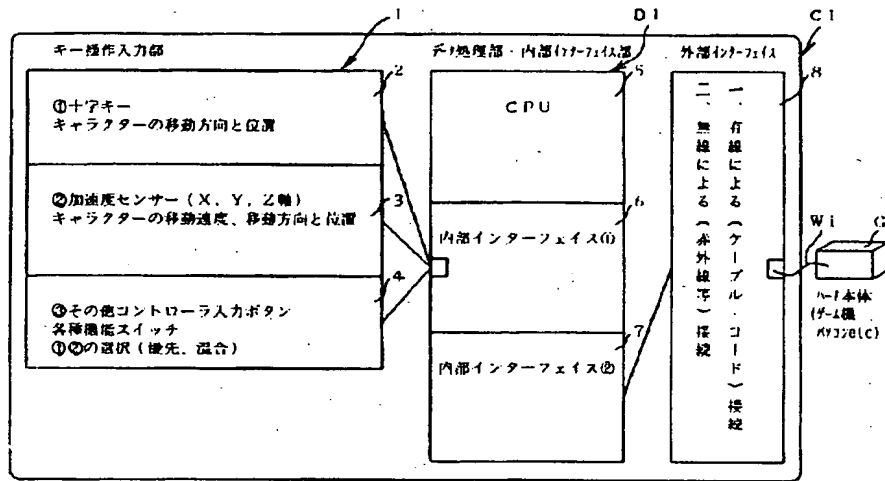 1
D1
C1
キー操作入力部
データ処理部・内部インターフェイス部
外部インターフェイス
2
①十字キー
キャラクターの移動方向と位置
3
②加速度センサー(X、Y、Z軸)
キャラクターの移動速度、移動方向と位置
4
③その他コントローラ入力ボタン
各種機能スイッチ
①②の選択(優先、混合)
5
CPU
6
内部インターフェイス①
7
内部インターフェイス②
8
一、有線による(ケーブル・コード)接続
二、無線による(赤外線等)接続
Wi
G
ハード本体
(ゲーム機
パソコンetc)